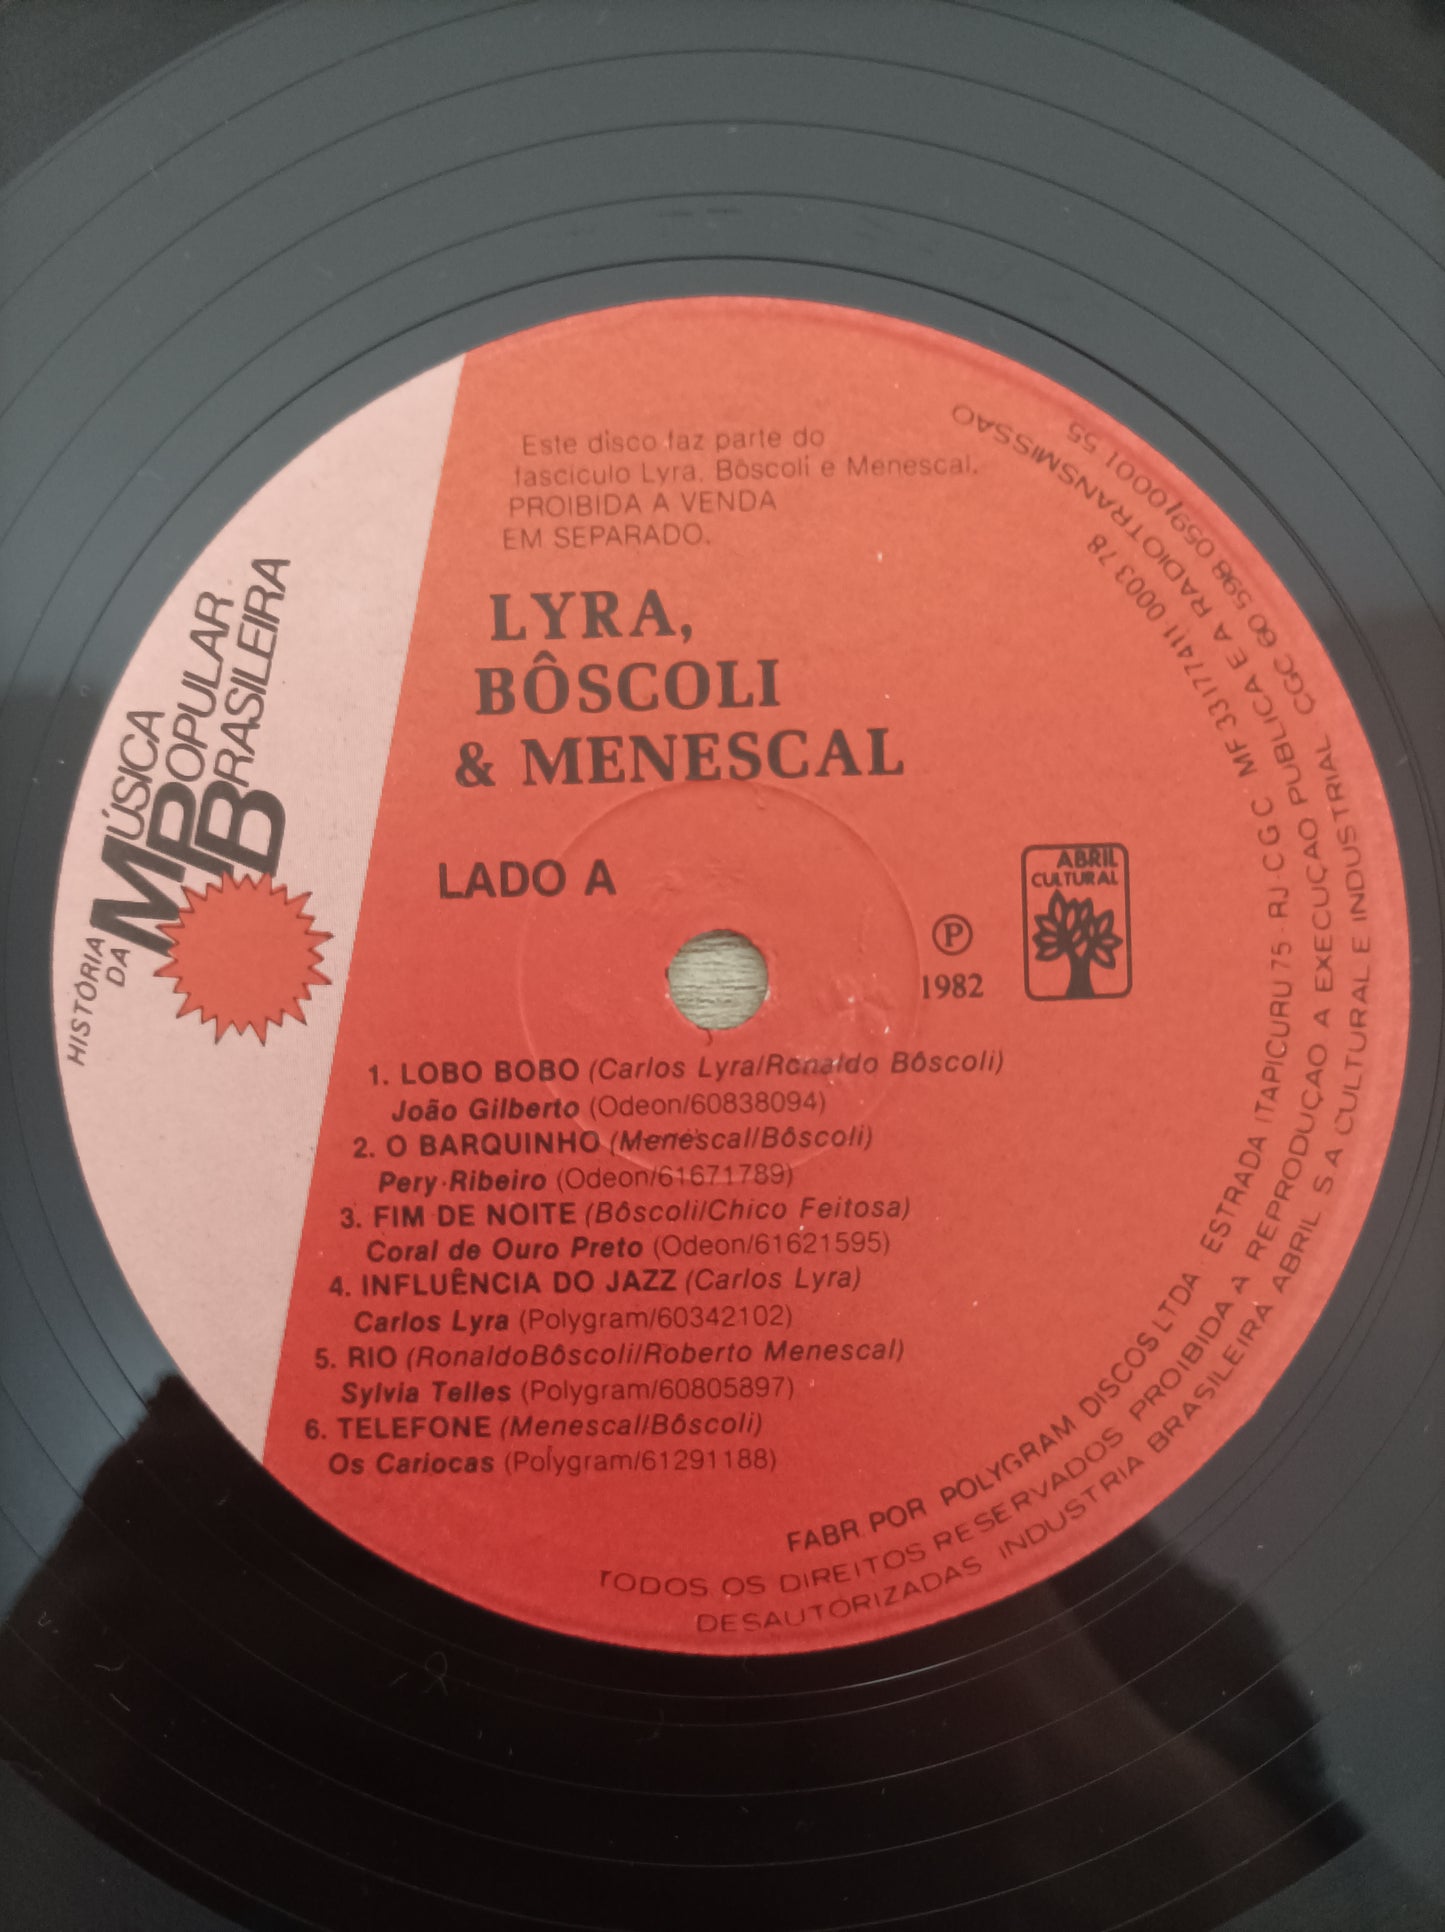 Este disco faz parte do
fascículo Lyra, Bôscoli e Menescal.
PROIBIDA A VENDA
EM SEPARADO.
LYRA,
BÔSCOLI
& MENESCAL
HISTÓRIA
DA
MÚSICA
POPULAR
BRASILEIRA
LADO A
P
1982
ABRIL
CULTURAL
1. LOBO BOBO (Carlos Lyra/Ronaldo Bôscoli)
João Gilberto (Odeon/60838094)
2. O BARQUINHO (Menescal/Bôscoli)
Pery Ribeiro (Odeon/61671789)
3. FIM DE NOITE (Bôscoli/Chico Feitosa)
Coral de Ouro Preto (Odeon/61621595)
4. INFLUÊNCIA DO JAZZ (Carlos Lyra)
Carlos Lyra (Polygram/60342102)
5. RIO (RonaldoBôscoli/Roberto Menescal)
Sylvia Telles (Polygram/60805897)
6. TELEFONE (Menescal/Bôscoli)
Os Cariocas (Polygram/61291188)
FABR. POR POLYGRAM DISCOS LTDA. ESTRADA ITAPICURU 75 - RJ - CGC MF 33177411 0003 78
TODOS OS DIREITOS RESERVADOS PROIBIDA A REPRODUÇAO A EXECUÇAO PUBLICA E A RADIOTRANSMISSAO
DESAUTORIZADAS INDUSTRIA BRASILEIRA ABRIL S A CULTURAL E INDUSTRIAL CGC 60 598 059/0001 55